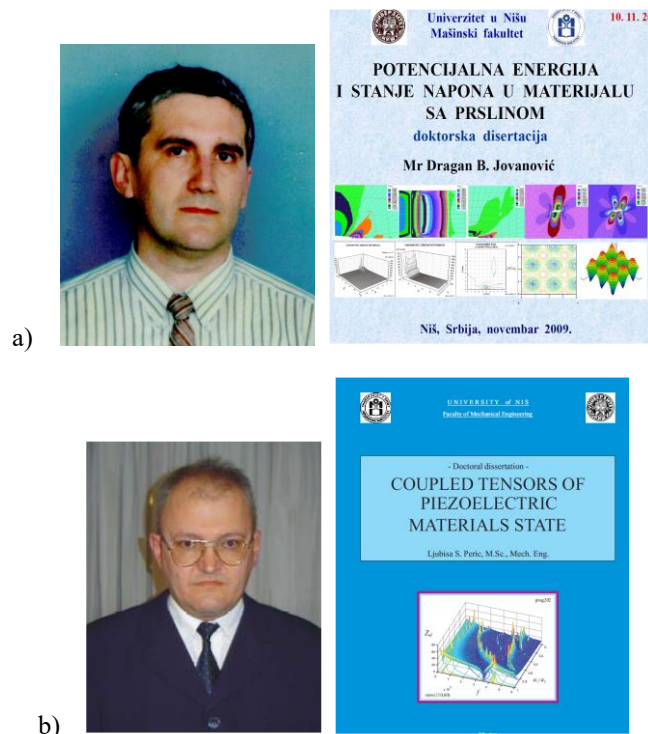 Univerzitet u Nišu
Mašinski fakultet
10. 11. 2
POTENCIJALNA ENERGIJA
I STANJE NAPONA U MATERIJALU
SA PRSLINOM
doktorska disertacija
Mr Dragan B. Jovanović
Niš, Srbija, novembar 2009.
a)
UNIVERSITY of NIS
Faculty of Mechanical Engineering
- Doctoral dissertation -
COUPLED TENSORS OF
PIEZOELECTRIC
MATERIALS STATE
Ljubisa S. Peric, M.Sc., Mech. Eng.
b)